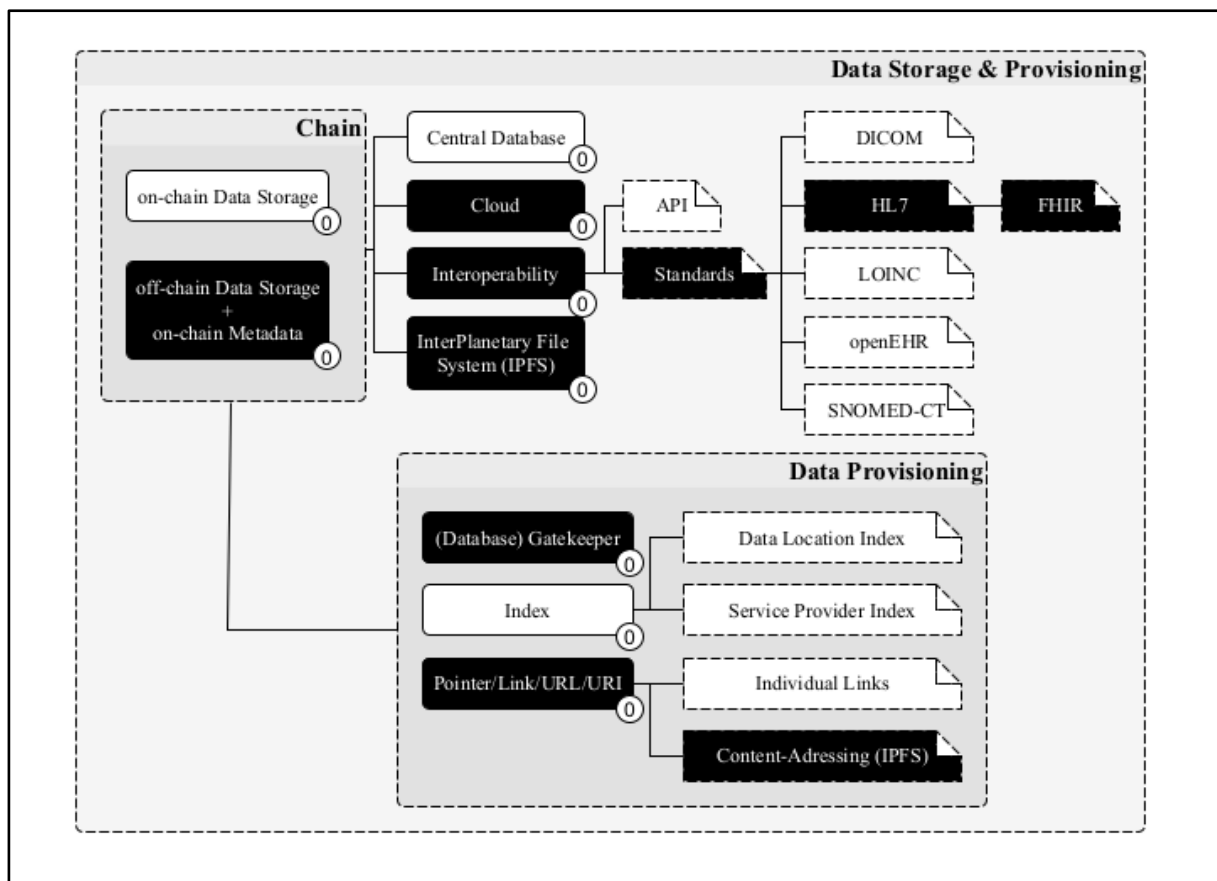 Data Storage & Provisioning
Chain
on-chain Data Storage
0
off-chain Data Storage
+
on-chain Metadata
0
Central Database
0
Cloud
0
Interoperability
0
InterPlanetary File
System (IPFS)
0
API
Standards
DICOM
HL7
FHIR
LOINC
openEHR
SNOMED-CT
Data Provisioning
(Database) Gatekeeper
0
Index
0
Pointer/Link/URL/URI
0
Data Location Index
Service Provider Index
Individual Links
Content-Adressing (IPFS)